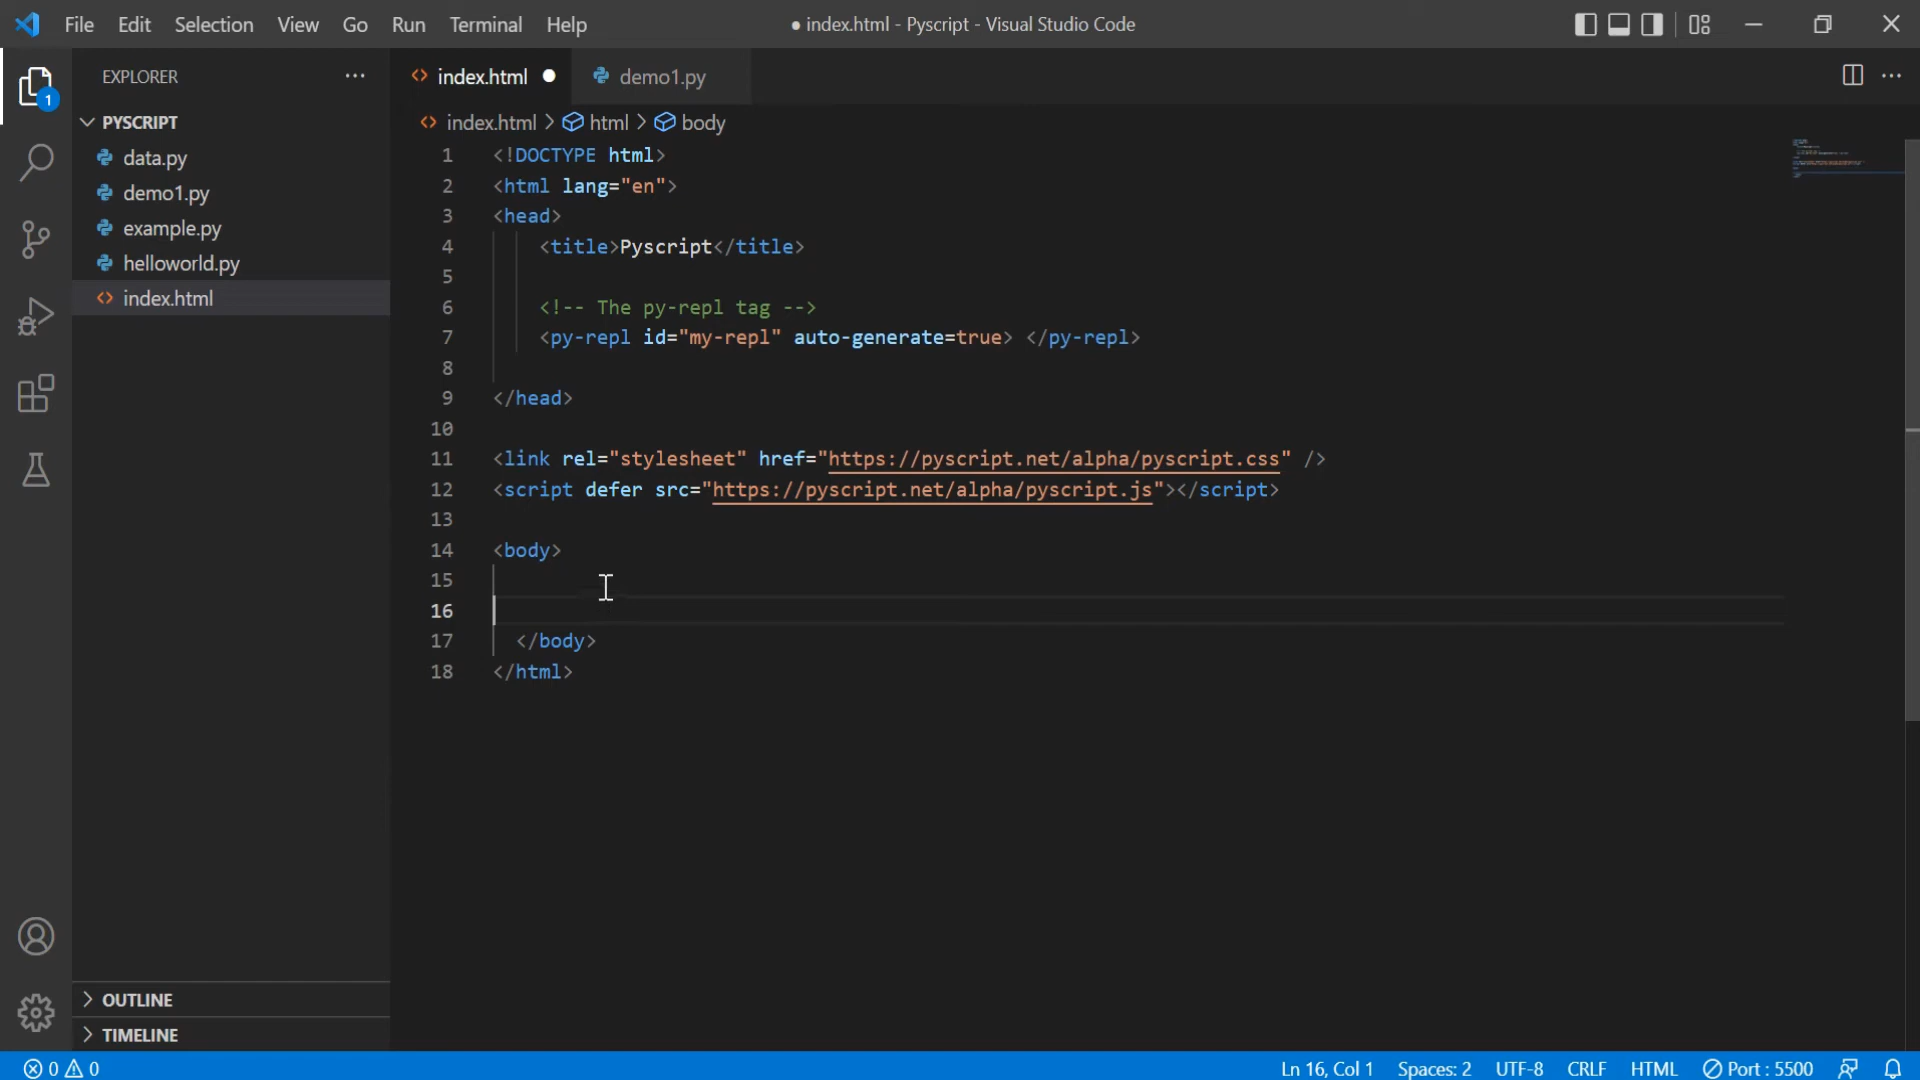 File Edit Selection View Go Run Terminal Help ● index.html - Pyscript - Visual Studio Code
EXPLORER ···
1
PYSCRIPT
data.py
demo1.py
example.py
helloworld.py
index.html
OUTLINE
TIMELINE
index.html ● demo1.py
index.html > html > body
1 <!DOCTYPE html>
2 <html lang="en">
3 <head>
4 <title>Pyscript</title>
5
6 <!-- The py-repl tag -->
7 <py-repl id="my-repl" auto-generate=true> </py-repl>
8
9 </head>
10
11 <link rel="stylesheet" href="https://pyscript.net/alpha/pyscript.css" />
12 <script defer src="https://pyscript.net/alpha/pyscript.js"></script>
13
14 <body>
15
16
17 </body>
18 </html>
0 0 Ln 16, Col 1 Spaces: 2 UTF-8 CRLF HTML Port : 5500